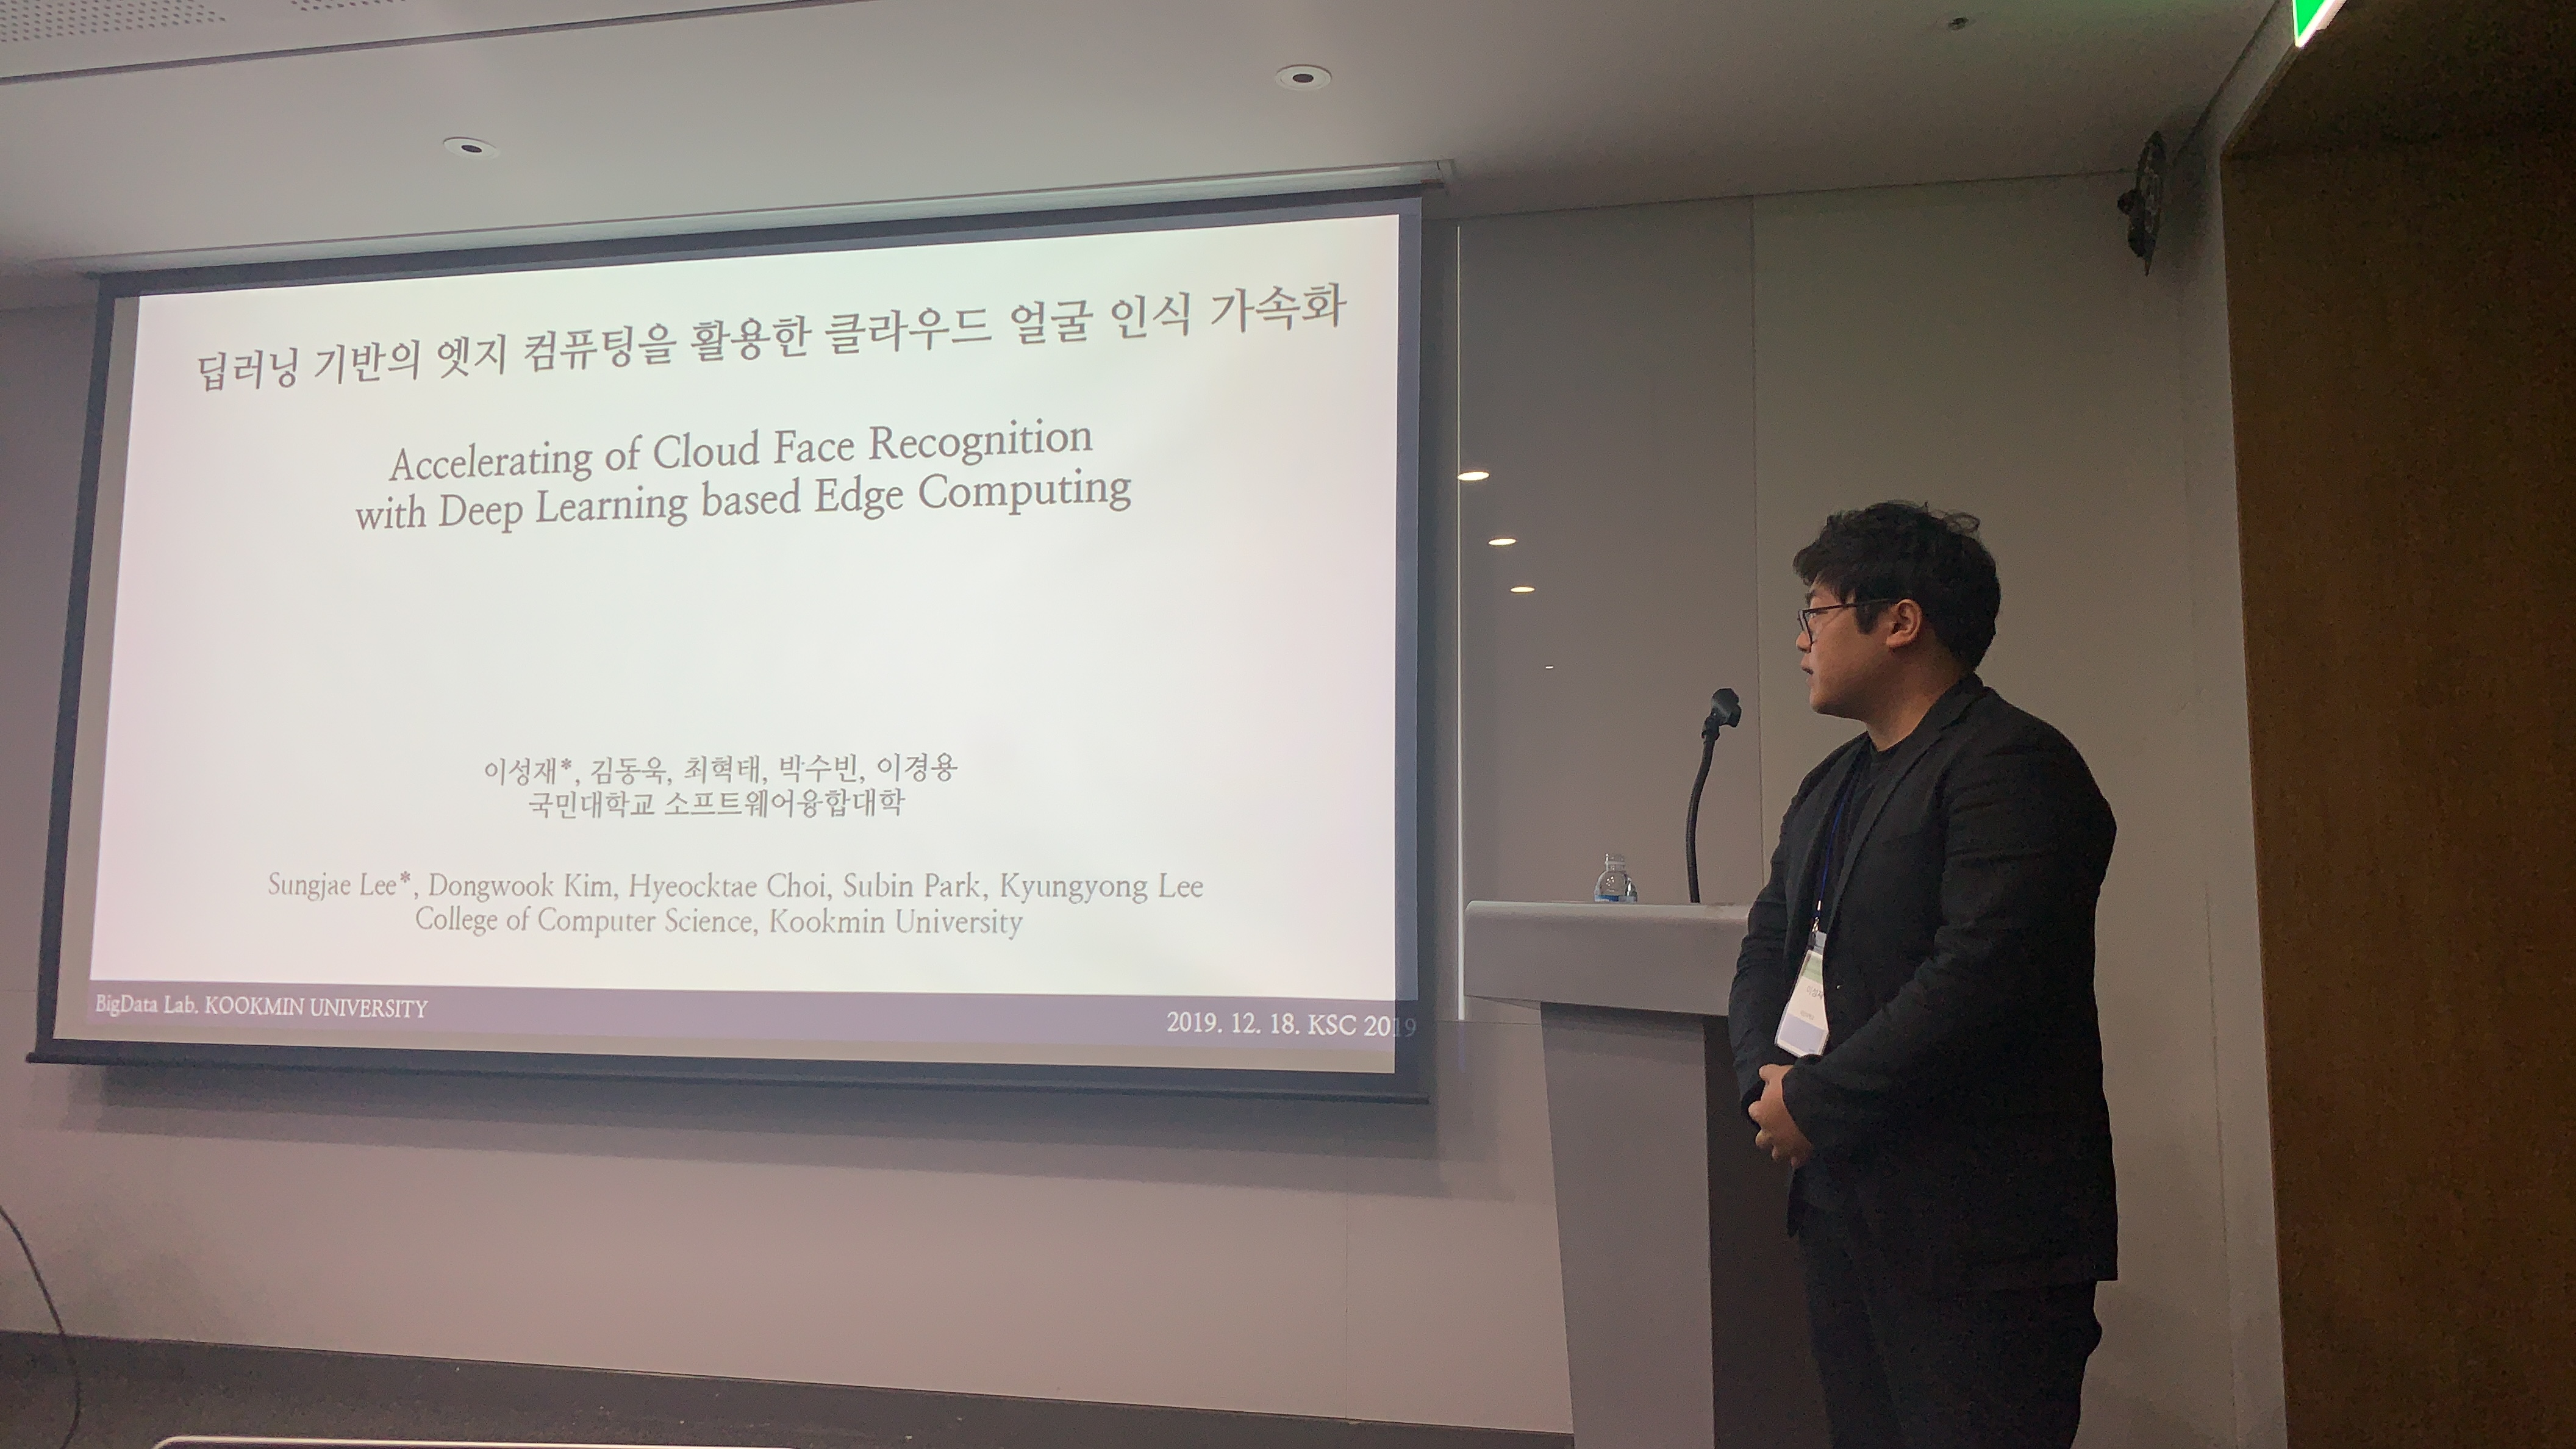 딥러닝 기반의 엣지 컴퓨팅을 활용한 클라우드 얼굴 인식 가속화
Accelerating of Cloud Face Recognition
with Deep Learning based Edge Computing
이성재*, 김동욱, 최혁태, 박수빈, 이경용
국민대학교 소프트웨어융합대학
Sungjae Lee*, Dongwook Kim, Hyeocktae Choi, Subin Park, Kyungyong Lee
College of Computer Science, Kookmin University
BigData Lab. KOOKMIN UNIVERSITY
2019. 12. 18. KSC 2019
이성재